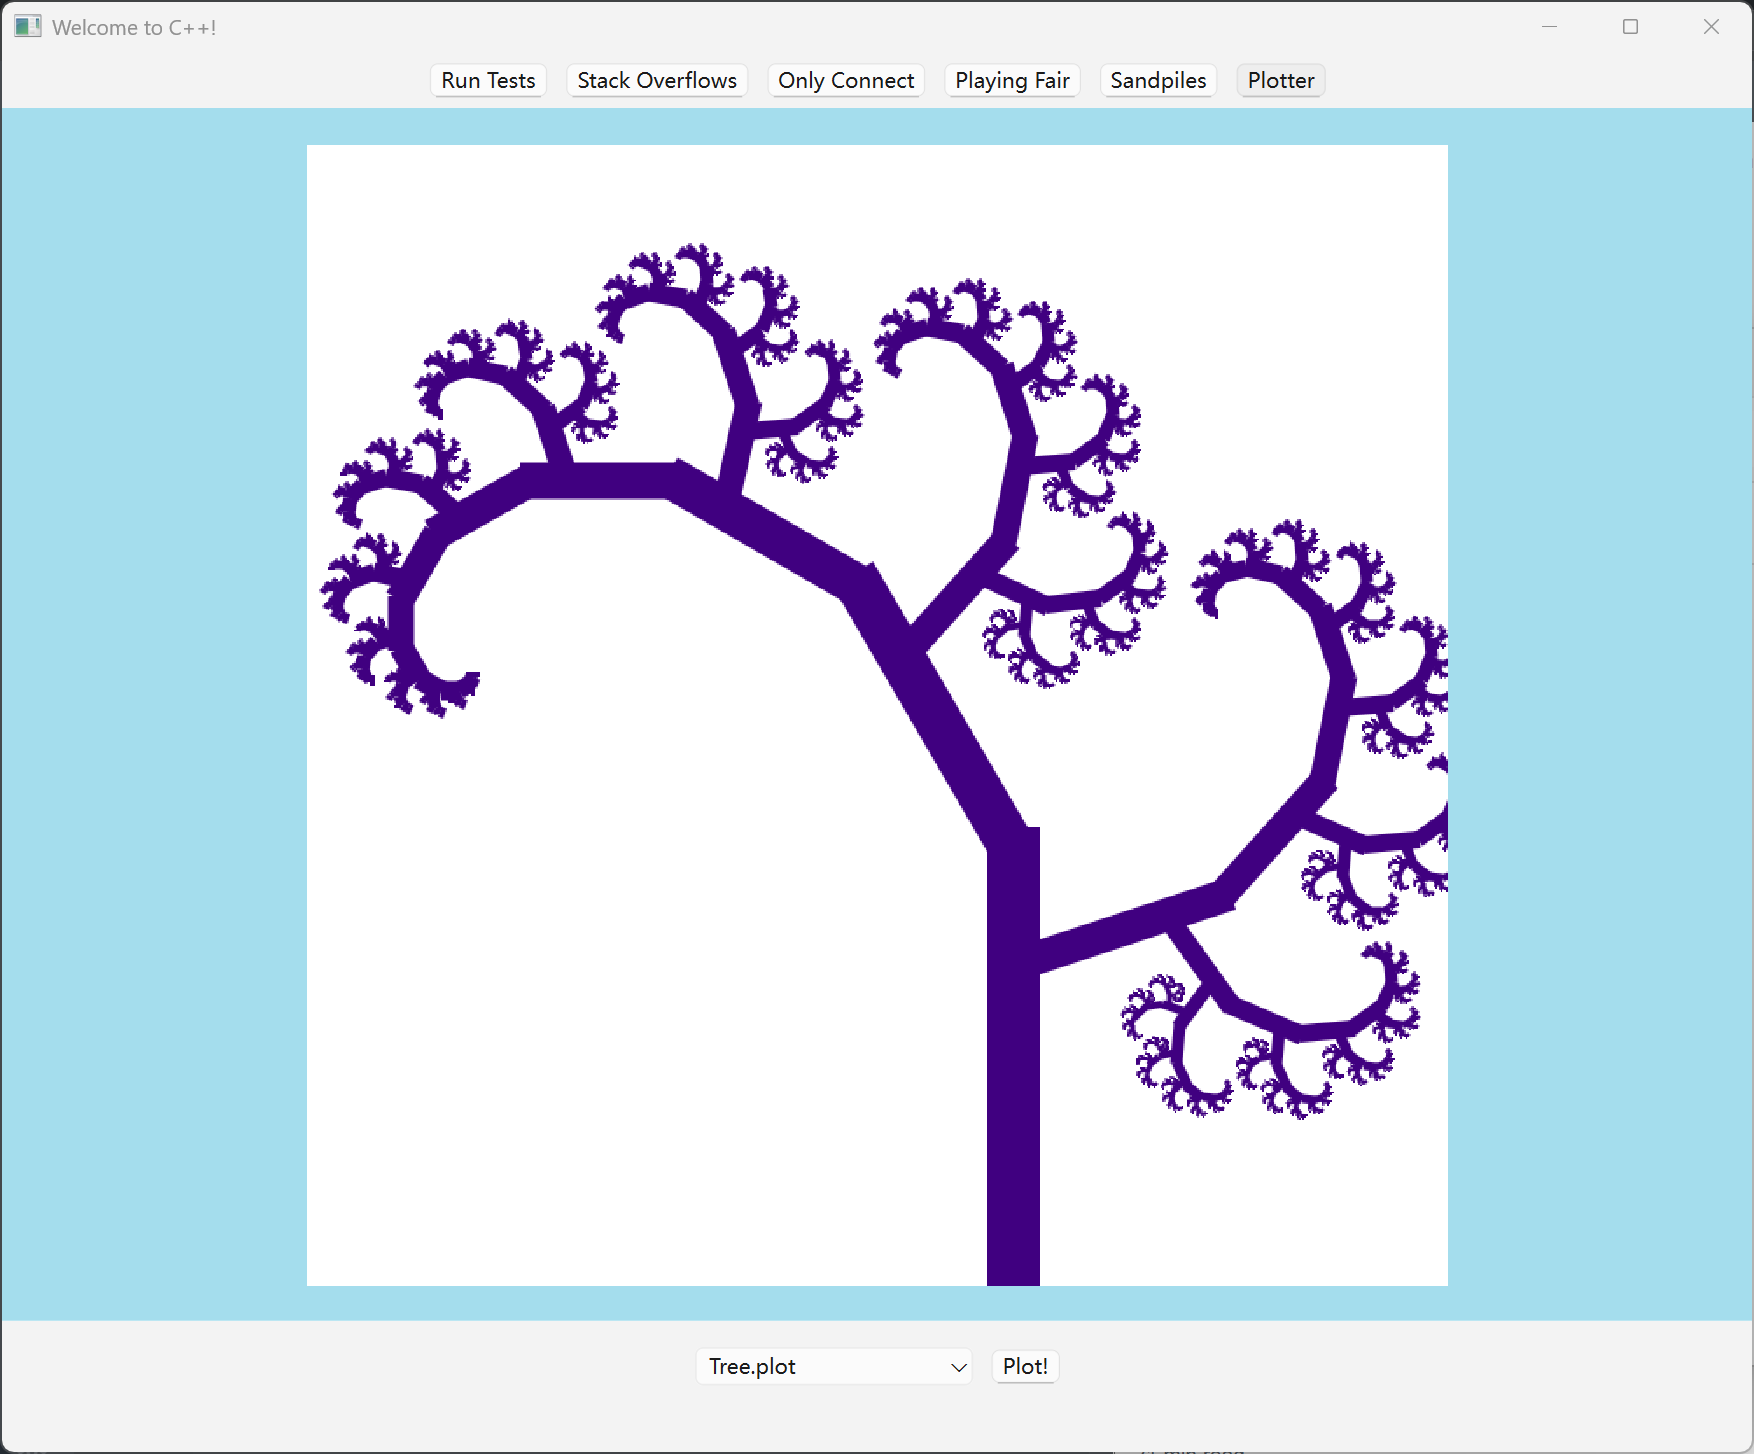 Welcome to C++!
Run Tests Stack Overflows Only Connect Playing Fair Sandpiles Plotter
Tree.plot Plot!